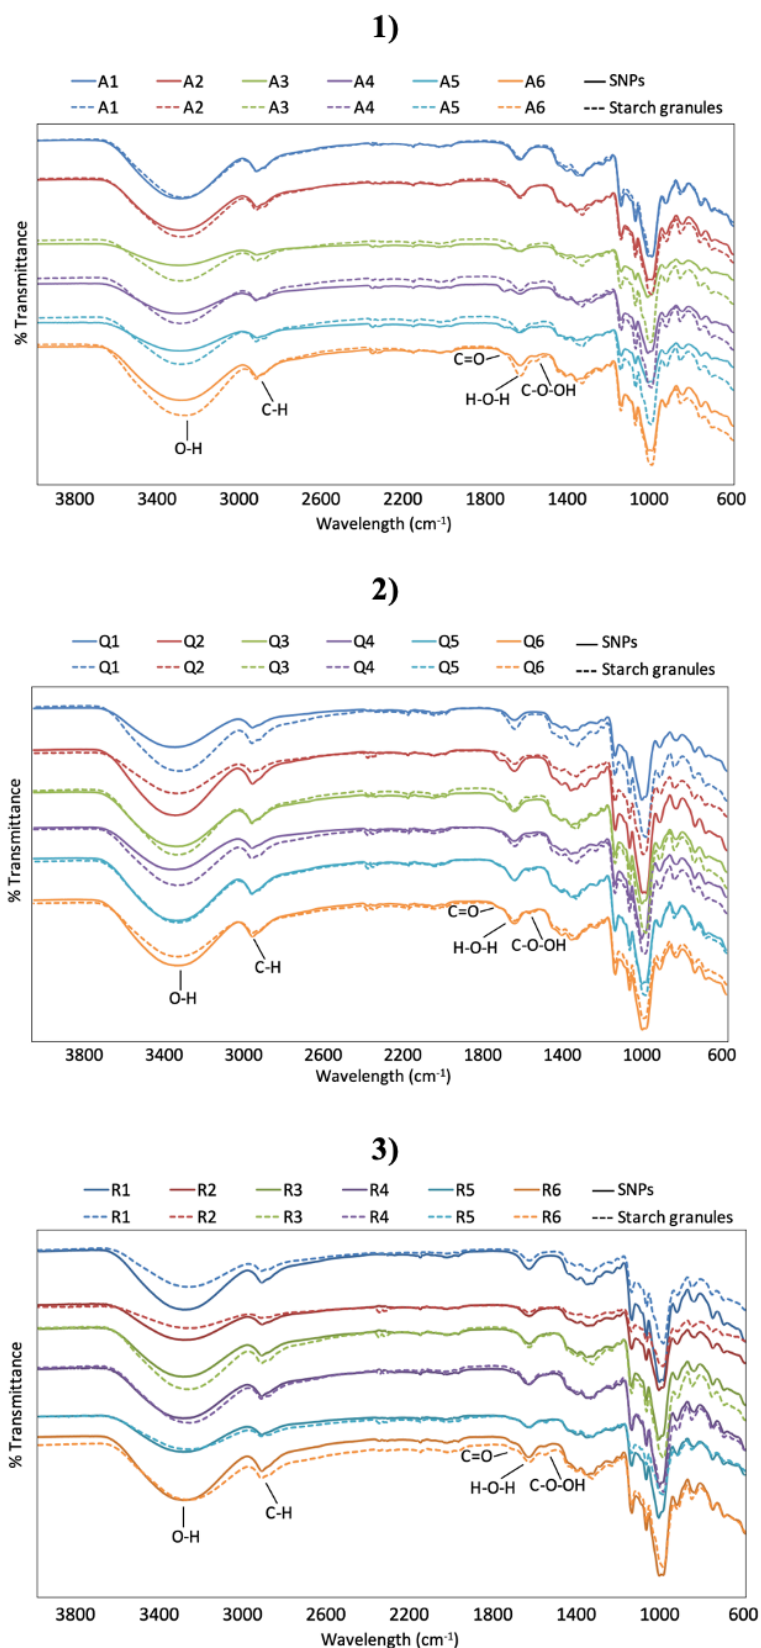 1)
A1 A2 A3 A4 A5 A6 SNPs
A1 A2 A3 A4 A5 A6 Starch granules
% Transmittance
C=O
H-O-H
C-O-OH
C-H
O-H
3800 3400 3000 2600 2200 1800 1400 1000 600
Wavelength (cm⁻¹)
2)
Q1 Q2 Q3 Q4 Q5 Q6 SNPs
Q1 Q2 Q3 Q4 Q5 Q6 Starch granules
% Transmittance
C=O
H-O-H
C-O-OH
C-H
O-H
3800 3400 3000 2600 2200 1800 1400 1000 600
Wavelength (cm⁻¹)
3)
R1 R2 R3 R4 R5 R6 SNPs
R1 R2 R3 R4 R5 R6 Starch granules
% Transmittance
C=O
H-O-H
C-O-OH
C-H
O-H
3800 3400 3000 2600 2200 1800 1400 1000 600
Wavelength (cm⁻¹)